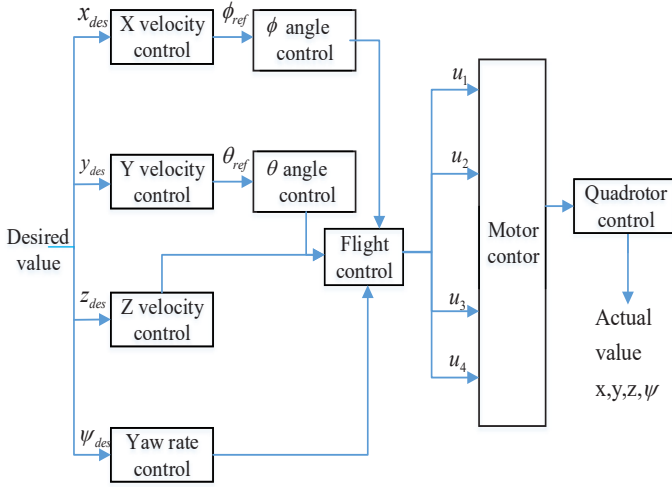 x_des
X velocity
control
ϕ_ref
ϕ angle
control
y_des
Y velocity
control
θ_ref
θ angle
control
Desired
value
z_des
Z velocity
control
ψ_des
Yaw rate
control
Flight
control
u_1
u_2
u_3
u_4
Motor
contor
Quadrotor
control
Actual
value
x,y,z,ψ